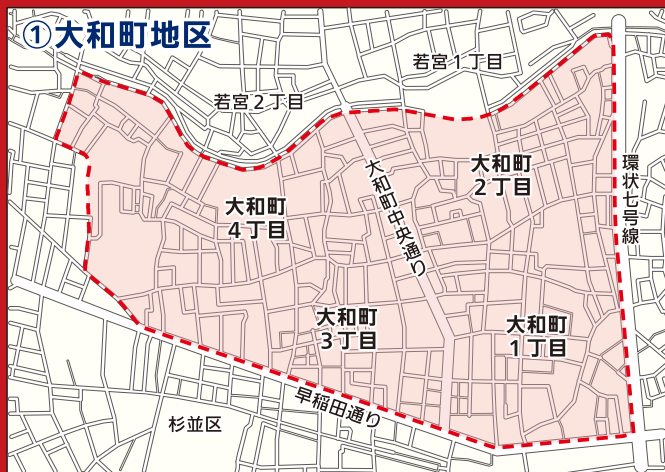 ①大和町地区
若宮1丁目
若宮2丁目
大和町
2丁目
環状七号線
大和町中央通り
大和町
4丁目
大和町
3丁目
大和町
1丁目
早稲田通り
杉並区